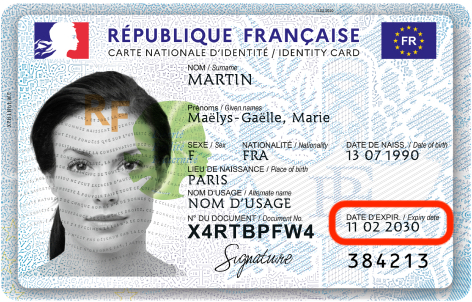 RÉPUBLIQUE FRANÇAISE
FR
CARTE NATIONALE D'IDENTITÉ / IDENTITY CARD
NOM / Surname
MARTIN
Prénoms / Given names
Maëlys-Gaëlle, Marie
SEXE / Sex NATIONALITÉ / Nationality DATE DE NAISS. / Date of birth
F FRA 13 07 1990
LIEU DE NAISSANCE / Place of birth
PARIS
NOM D'USAGE / Alternate name
NOM D'USAGE
N° DU DOCUMENT / Document No.
X4RTBPFW4
DATE D'EXPIR. / Expiry date
11 02 2030
Signature
384213
RF